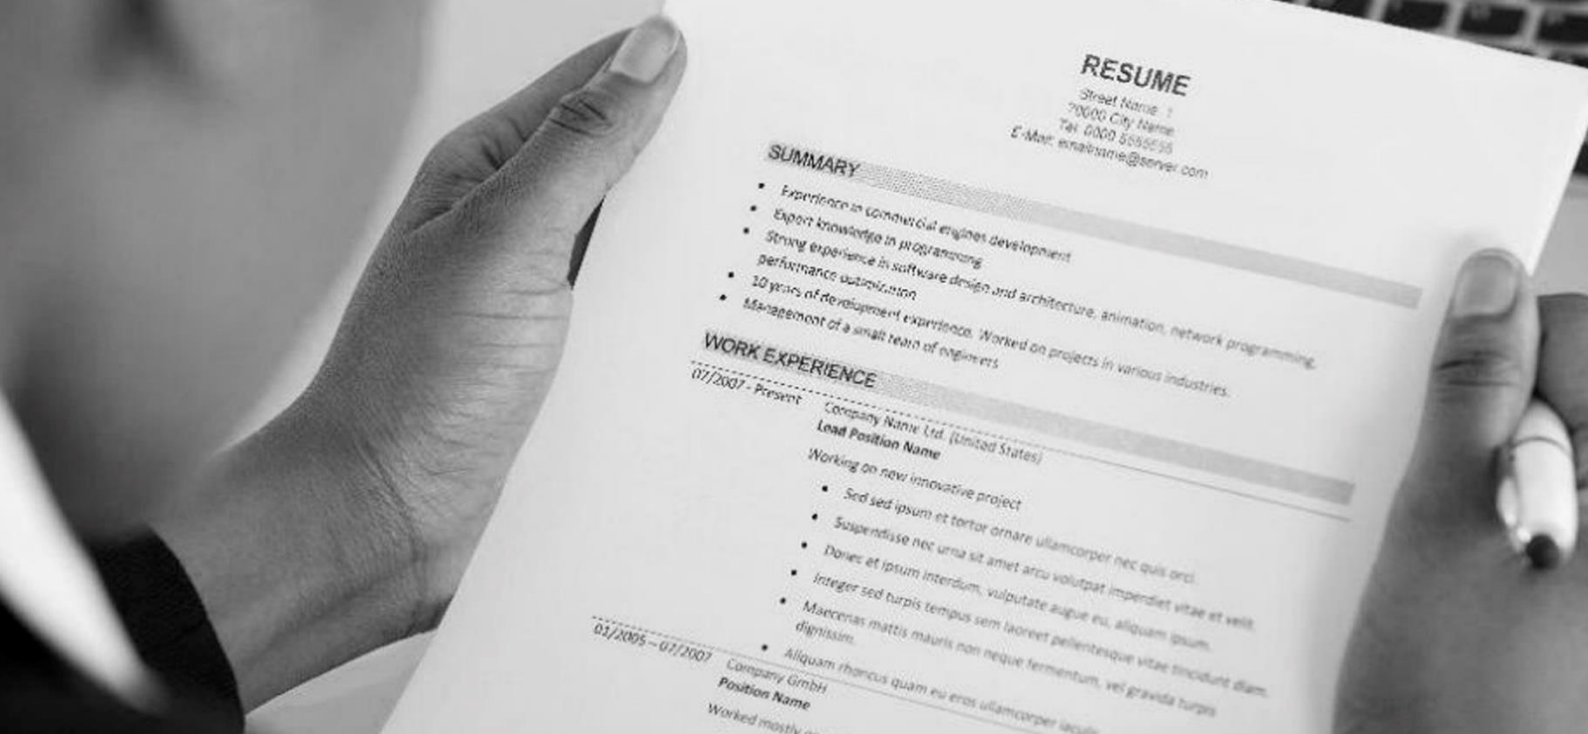 RESUME
Street Name 1
20000 City Name
Tel. 0000 5555555
E-Mail: emailname@server.com
SUMMARY
• Experience in commercial engines development
• Expert knowledge in programming
• Strong experience in software design and architecture, animation, network programming,
performance optimization
• 10 years of development experience. Worked on projects in various industries.
• Management of a small team of engineers
WORK EXPERIENCE
07/2007 - Present
Company Name Ltd. (United States)
Lead Position Name
Working on new innovative project
• Sed sed ipsum et tortor ornare ullamcorper nec quis orci.
• Suspendisse nec urna sit amet arcu volutpat imperdiet vitae et velit.
• Donec et ipsum interdum, vulputate augue eu, aliquam ipsum.
• Integer sed turpis tempus sem laoreet pellentesque vitae tincidunt diam.
• Maecenas mattis mauris non neque fermentum, vel gravida turpis
dignissim.
• Aliquam rhoncus quam eu eros ullamcorper iaculis
01/2005 – 07/2007
Company GmbH
Position Name
Worked mostly